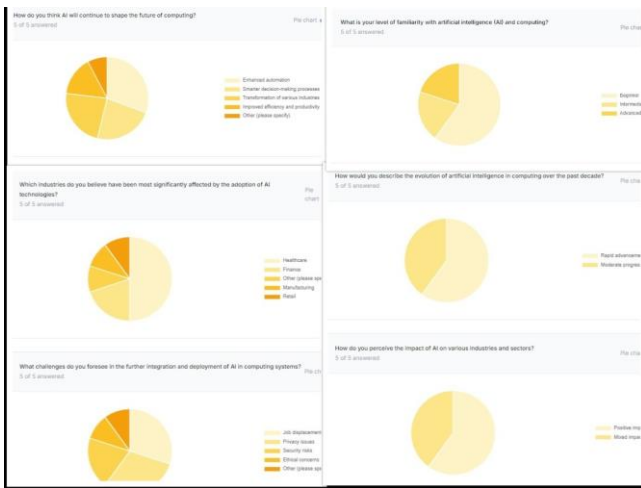 How do you think AI will continue to shape the future of computing?
5 of 5 answered
Pie chart
Enhanced automation
Smarter decision-making processes
Transformation of various industries
Improved efficiency and productivity
Other (please specify)
What is your level of familiarity with artificial intelligence (AI) and computing?
5 of 5 answered
Pie char
Beginner
Intermedia
Advanced
Which industries do you believe have been most significantly affected by the adoption of AI
technologies?
5 of 5 answered
Pie
chart
Healthcare
Finance
Other (please spe
Manufacturing
Retail
How would you describe the evolution of artificial intelligence in computing over the past decade?
5 of 5 answered
Pie cha
Rapid advanceme
Moderate progres
What challenges do you foresee in the further integration and deployment of AI in computing systems?
5 of 5 answered
Pie ch
Job displacement
Privacy issues
Security risks
Ethical concerns
Other (please spe
How do you perceive the impact of AI on various industries and sectors?
5 of 5 answered
Pie cha
Positive imp
Mixed impa